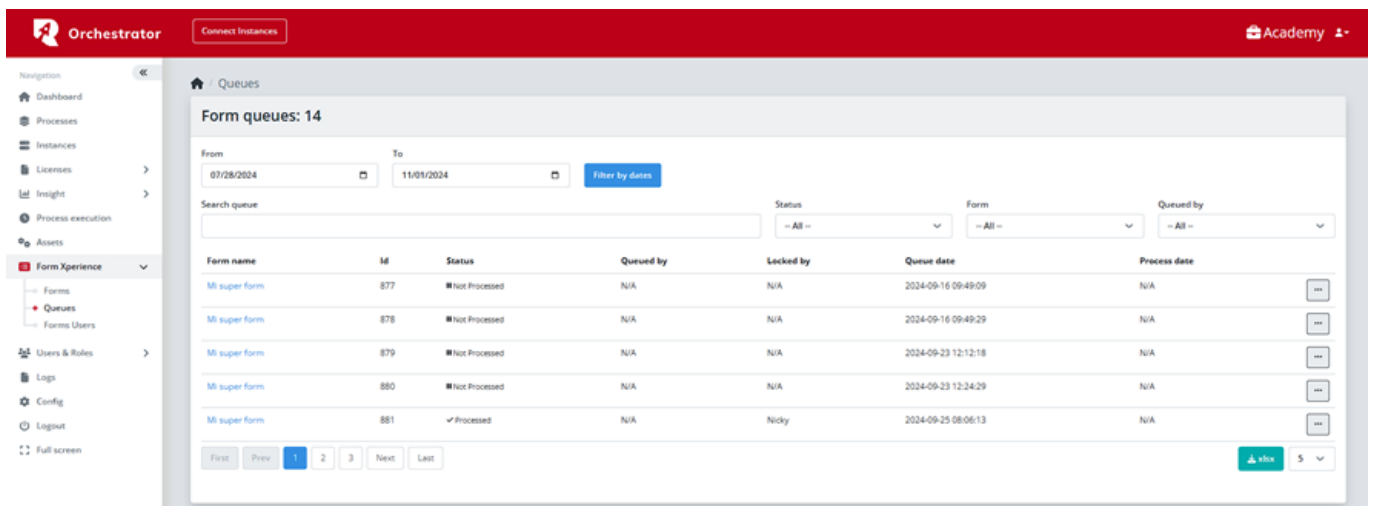 Orchestrator
Connect Instances
Academy
Navigation
Dashboard
Processes
Instances
Licenses
Insight
Process execution
Assets
Form Xperience
Forms
Queues
Forms Users
Users & Roles
Logs
Config
Logout
Full screen
/ Queues
Form queues: 14
From To
07/28/2024 11/01/2024 Filter by dates
Search queue Status Form Queued by
-- All -- -- All -- -- All --
Form name Id Status Queued by Locked by Queue date Process date
Mi super form 877 Not Processed N/A N/A 2024-09-16 09:49:09 N/A
Mi super form 878 Not Processed N/A N/A 2024-09-16 09:49:29 N/A
Mi super form 879 Not Processed N/A N/A 2024-09-23 12:12:18 N/A
Mi super form 880 Not Processed N/A N/A 2024-09-23 12:24:29 N/A
Mi super form 881 Processed N/A Nicky 2024-09-25 08:06:13 N/A
First Prev 1 2 3 Next Last xlsx 5